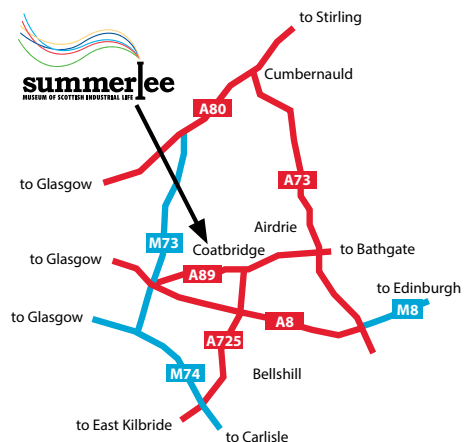 to Stirling
summerlee
MUSEUM OF SCOTTISH INDUSTRIAL LIFE
Cumbernauld
A80
to Glasgow
A73
Airdrie
M73
Coatbridge
to Bathgate
to Glasgow
A89
to Edinburgh
M8
to Glasgow
A8
A725
M74
Bellshill
to East Kilbride
to Carlisle